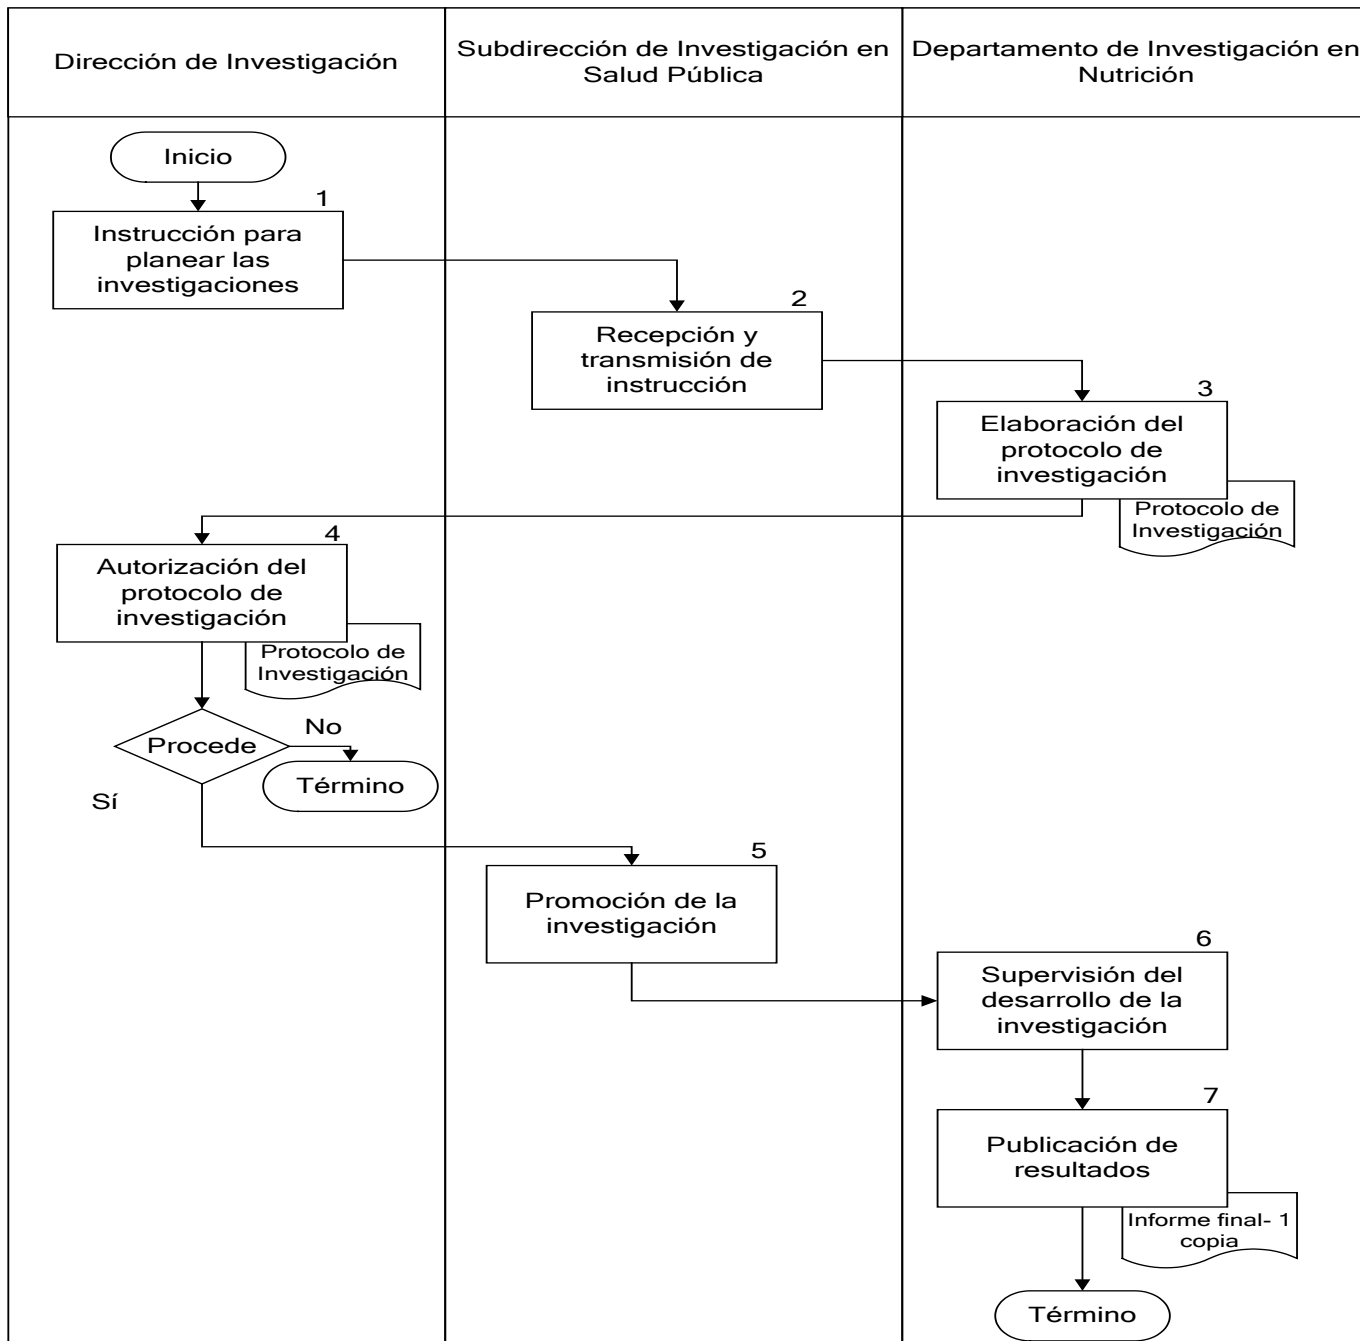 Dirección de Investigación
Subdirección de Investigación en
Salud Pública
Departamento de Investigación en
Nutrición
Inicio
1
Instrucción para
planear las
investigaciones
2
Recepción y
transmisión de
instrucción
3
Elaboración del
protocolo de
investigación
Protocolo de
Investigación
4
Autorización del
protocolo de
investigación
Protocolo de
Investigación
Procede
No
Término
Sí
5
Promoción de la
investigación
6
Supervisión del
desarrollo de la
investigación
7
Publicación de
resultados
Informe final- 1
copia
Término